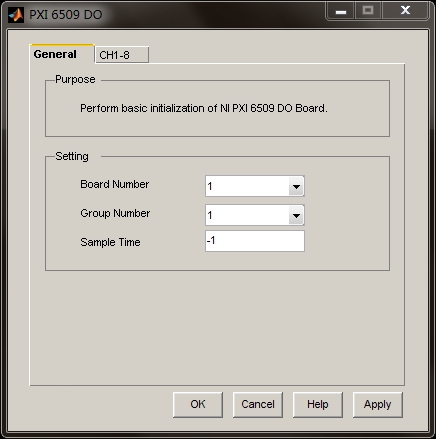 PXI 6509 DO
General
CH1-8
Purpose
Perform basic initialization of NI PXI 6509 DO Board.
Setting
Board Number 1
Group Number 1
Sample Time -1
OK Cancel Help Apply